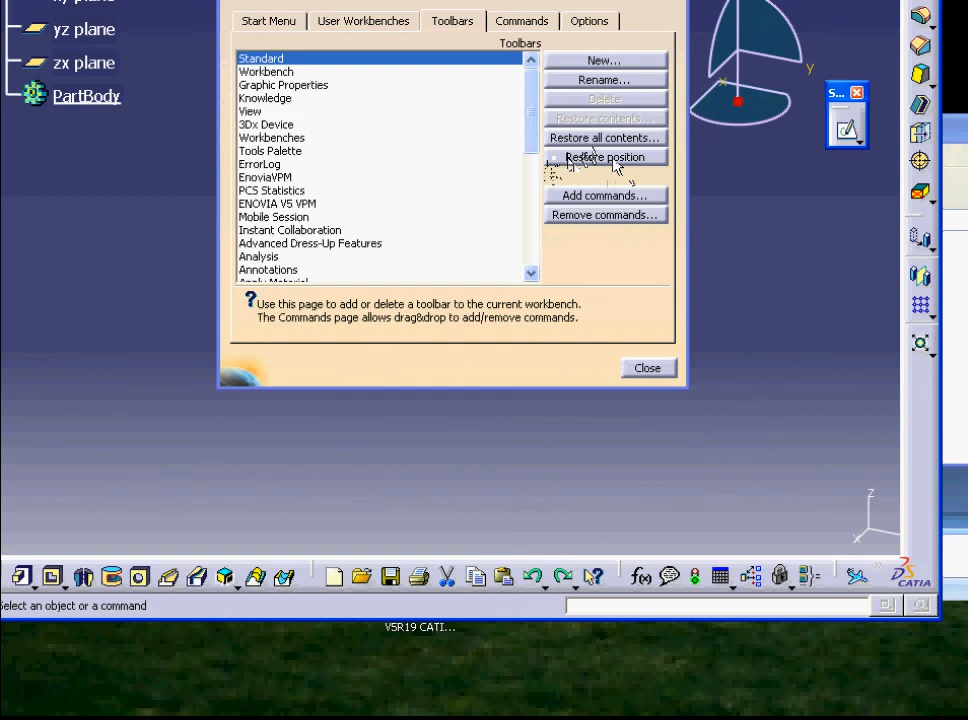 yz plane
zx plane
PartBody
Start Menu
User Workbenches
Toolbars
Commands
Options
Toolbars
Standard
Workbench
Graphic Properties
Knowledge
View
3Dx Device
Workbenches
Tools Palette
ErrorLog
EnoviaVPM
PCS Statistics
ENOVIA V5 VPM
Mobile Session
Instant Collaboration
Advanced Dress-Up Features
Analysis
Annotations
New...
Rename...
Delete
Restore contents...
Restore all contents...
Restore position
Add commands...
Remove commands...
Use this page to add or delete a toolbar to the current workbench.
The Commands page allows drag&drop to add/remove commands.
Close
x
y
S...
z
x
f(x)
CATIA
Select an object or a command
V5R19 CATI...